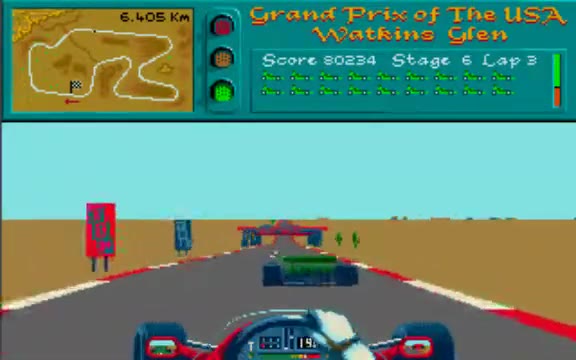 6.405 Km
Grand Prix of The USA
Watkins Glen
Score 80234 Stage 6 Lap 3